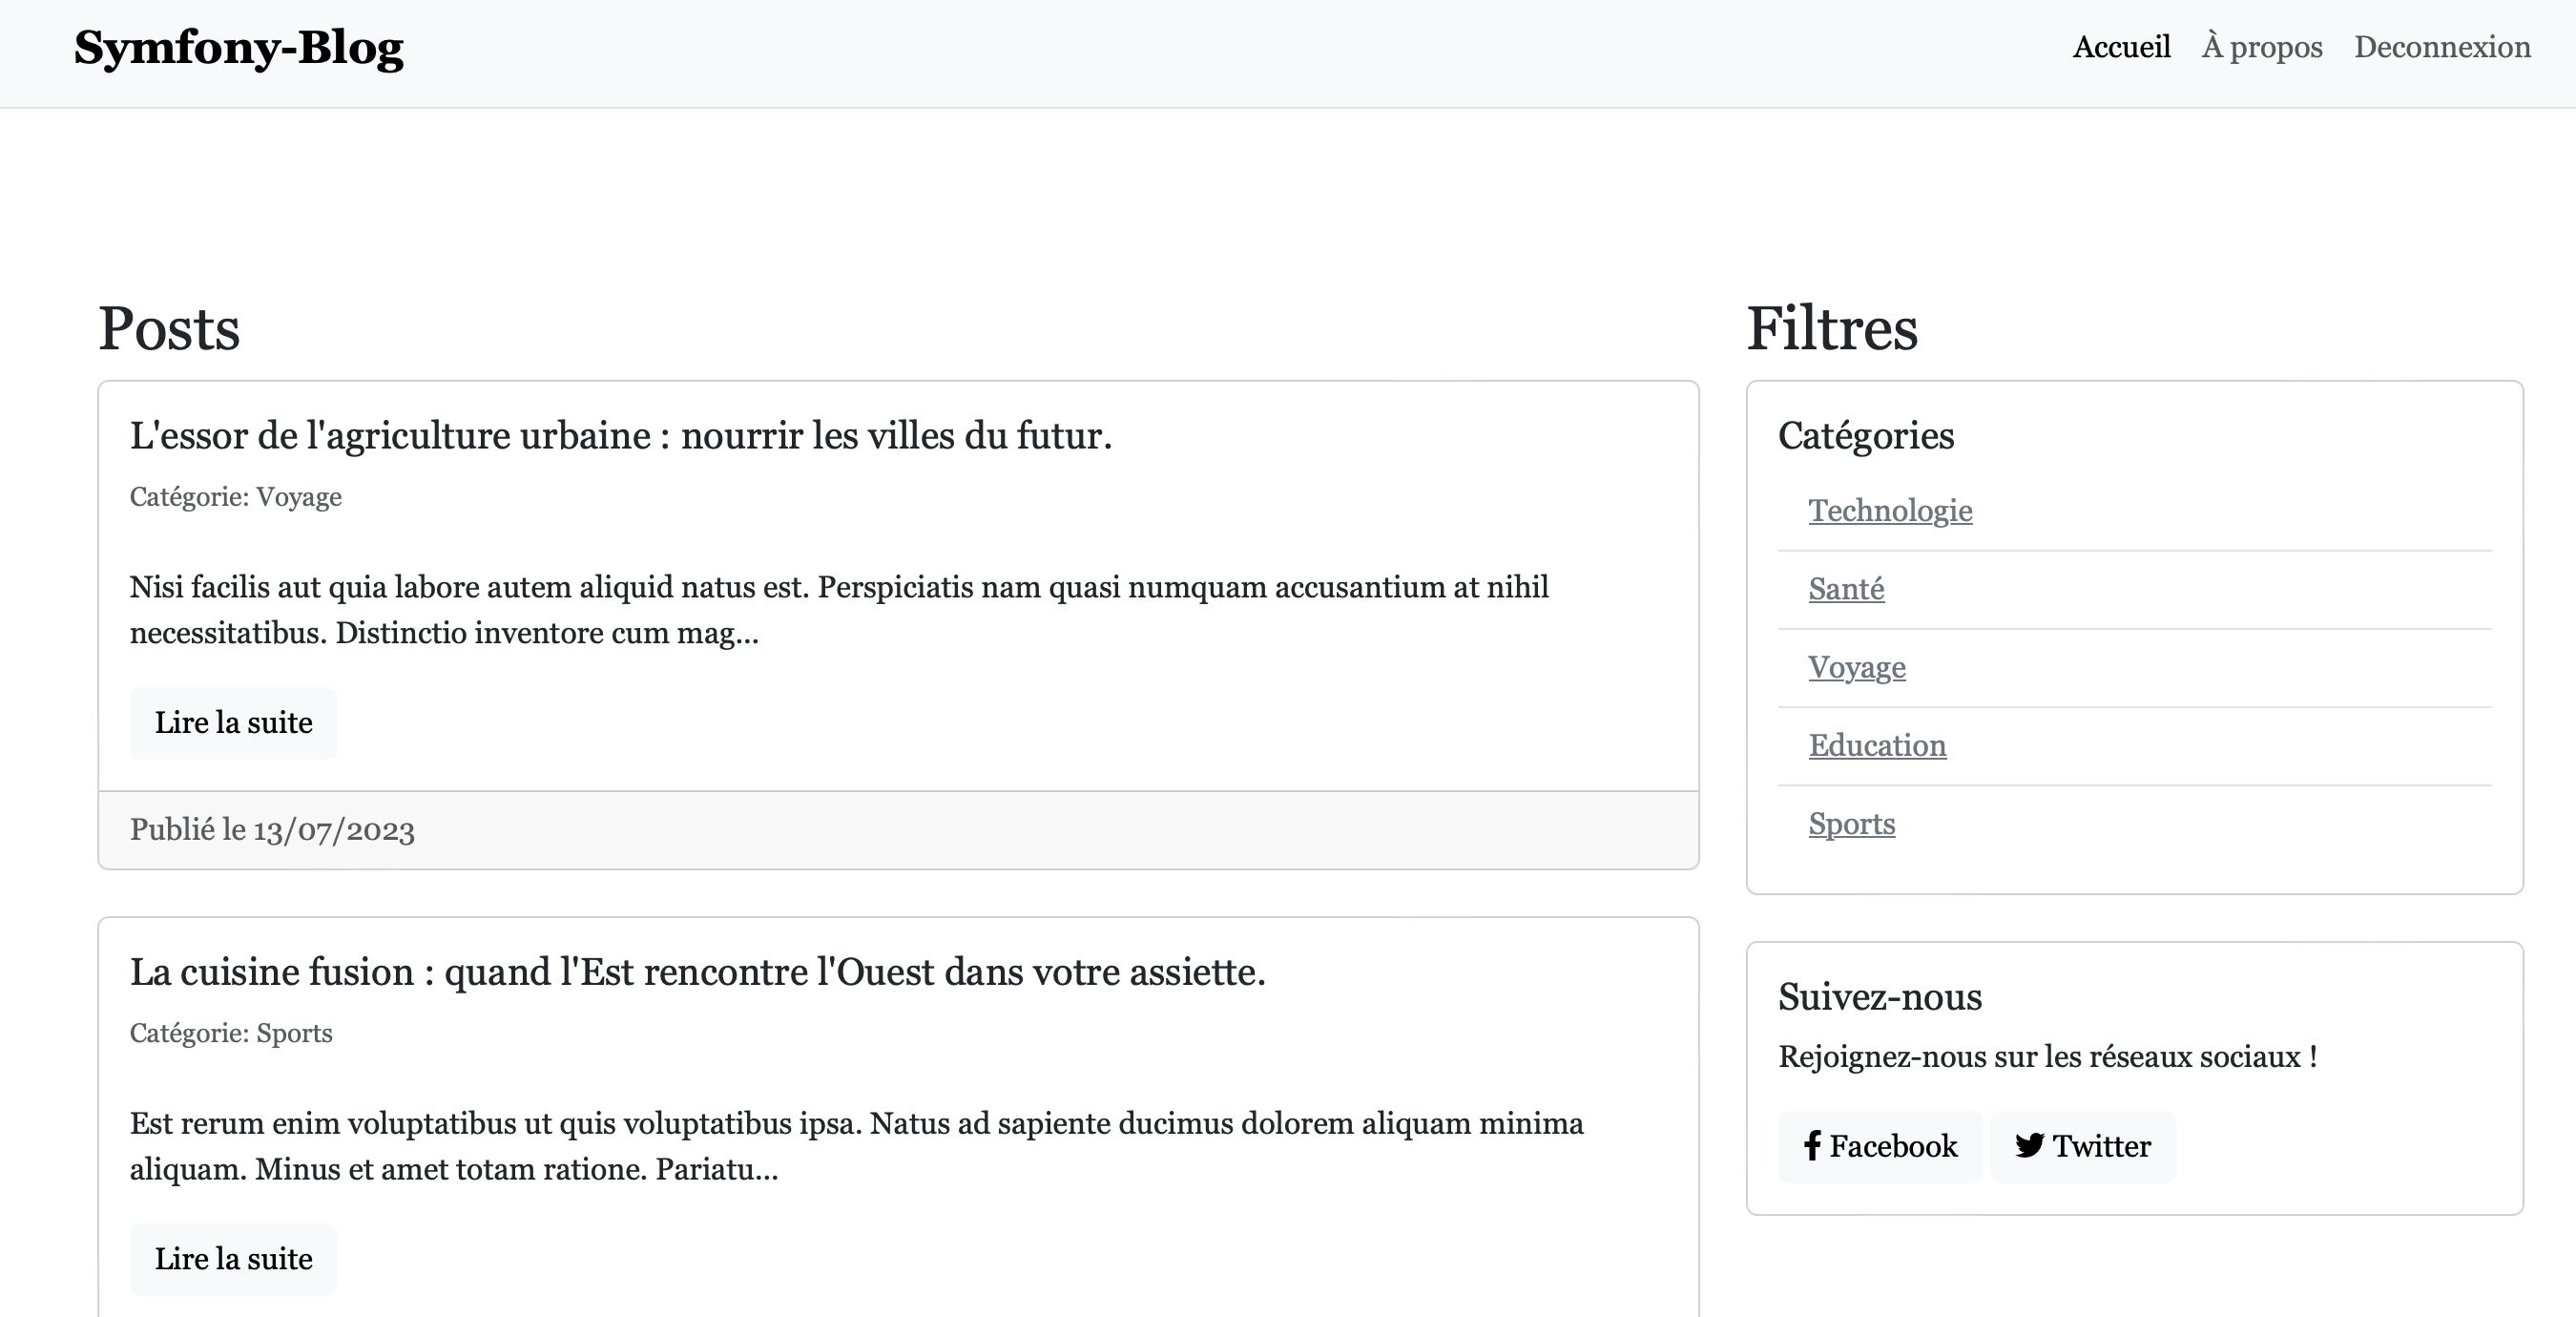 Symfony-Blog
Accueil
À propos
Deconnexion
Posts
L'essor de l'agriculture urbaine : nourrir les villes du futur.
Catégorie: Voyage
Nisi facilis aut quia labore autem aliquid natus est. Perspiciatis nam quasi numquam accusantium at nihil
necessitatibus. Distinctio inventore cum mag...
Lire la suite
Publié le 13/07/2023
La cuisine fusion : quand l'Est rencontre l'Ouest dans votre assiette.
Catégorie: Sports
Est rerum enim voluptatibus ut quis voluptatibus ipsa. Natus ad sapiente ducimus dolorem aliquam minima
aliquam. Minus et amet totam ratione. Pariatu...
Lire la suite
Filtres
Catégories
Technologie
Santé
Voyage
Education
Sports
Suivez-nous
Rejoignez-nous sur les réseaux sociaux !
Facebook
Twitter